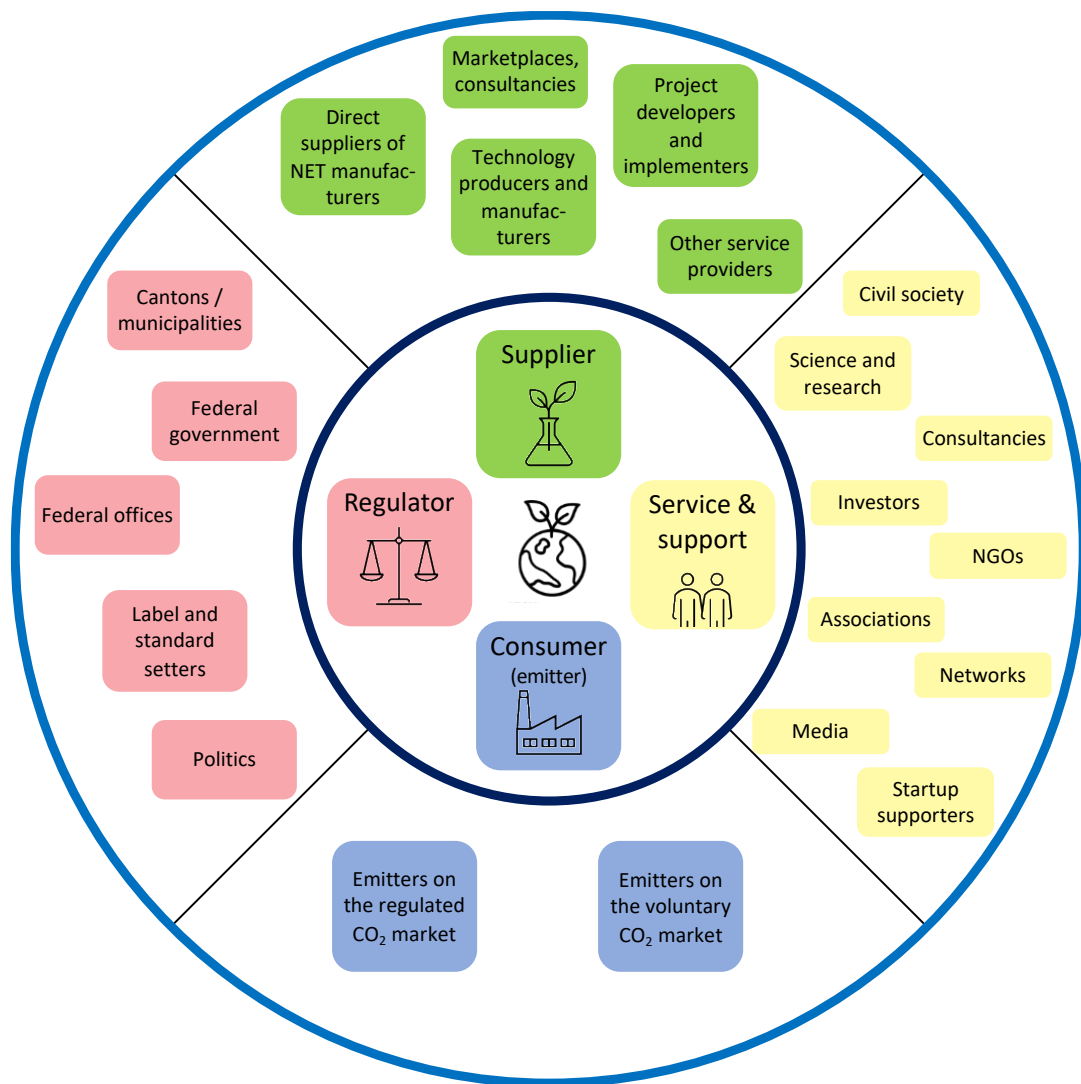 Marketplaces,
consultancies
Project
developers
and
implementers
Direct
suppliers of
NET manufac-
turers
Technology
producers and
manufac-
turers
Other service
providers
Cantons /
municipalities
Federal
government
Federal offices
Label and
standard
setters
Politics
Supplier
Regulator
Service &
support
Consumer
(emitter)
Civil society
Science and
research
Consultancies
Investors
NGOs
Associations
Networks
Media
Startup
supporters
Emitters on
the regulated
CO₂ market
Emitters on
the voluntary
CO₂ market